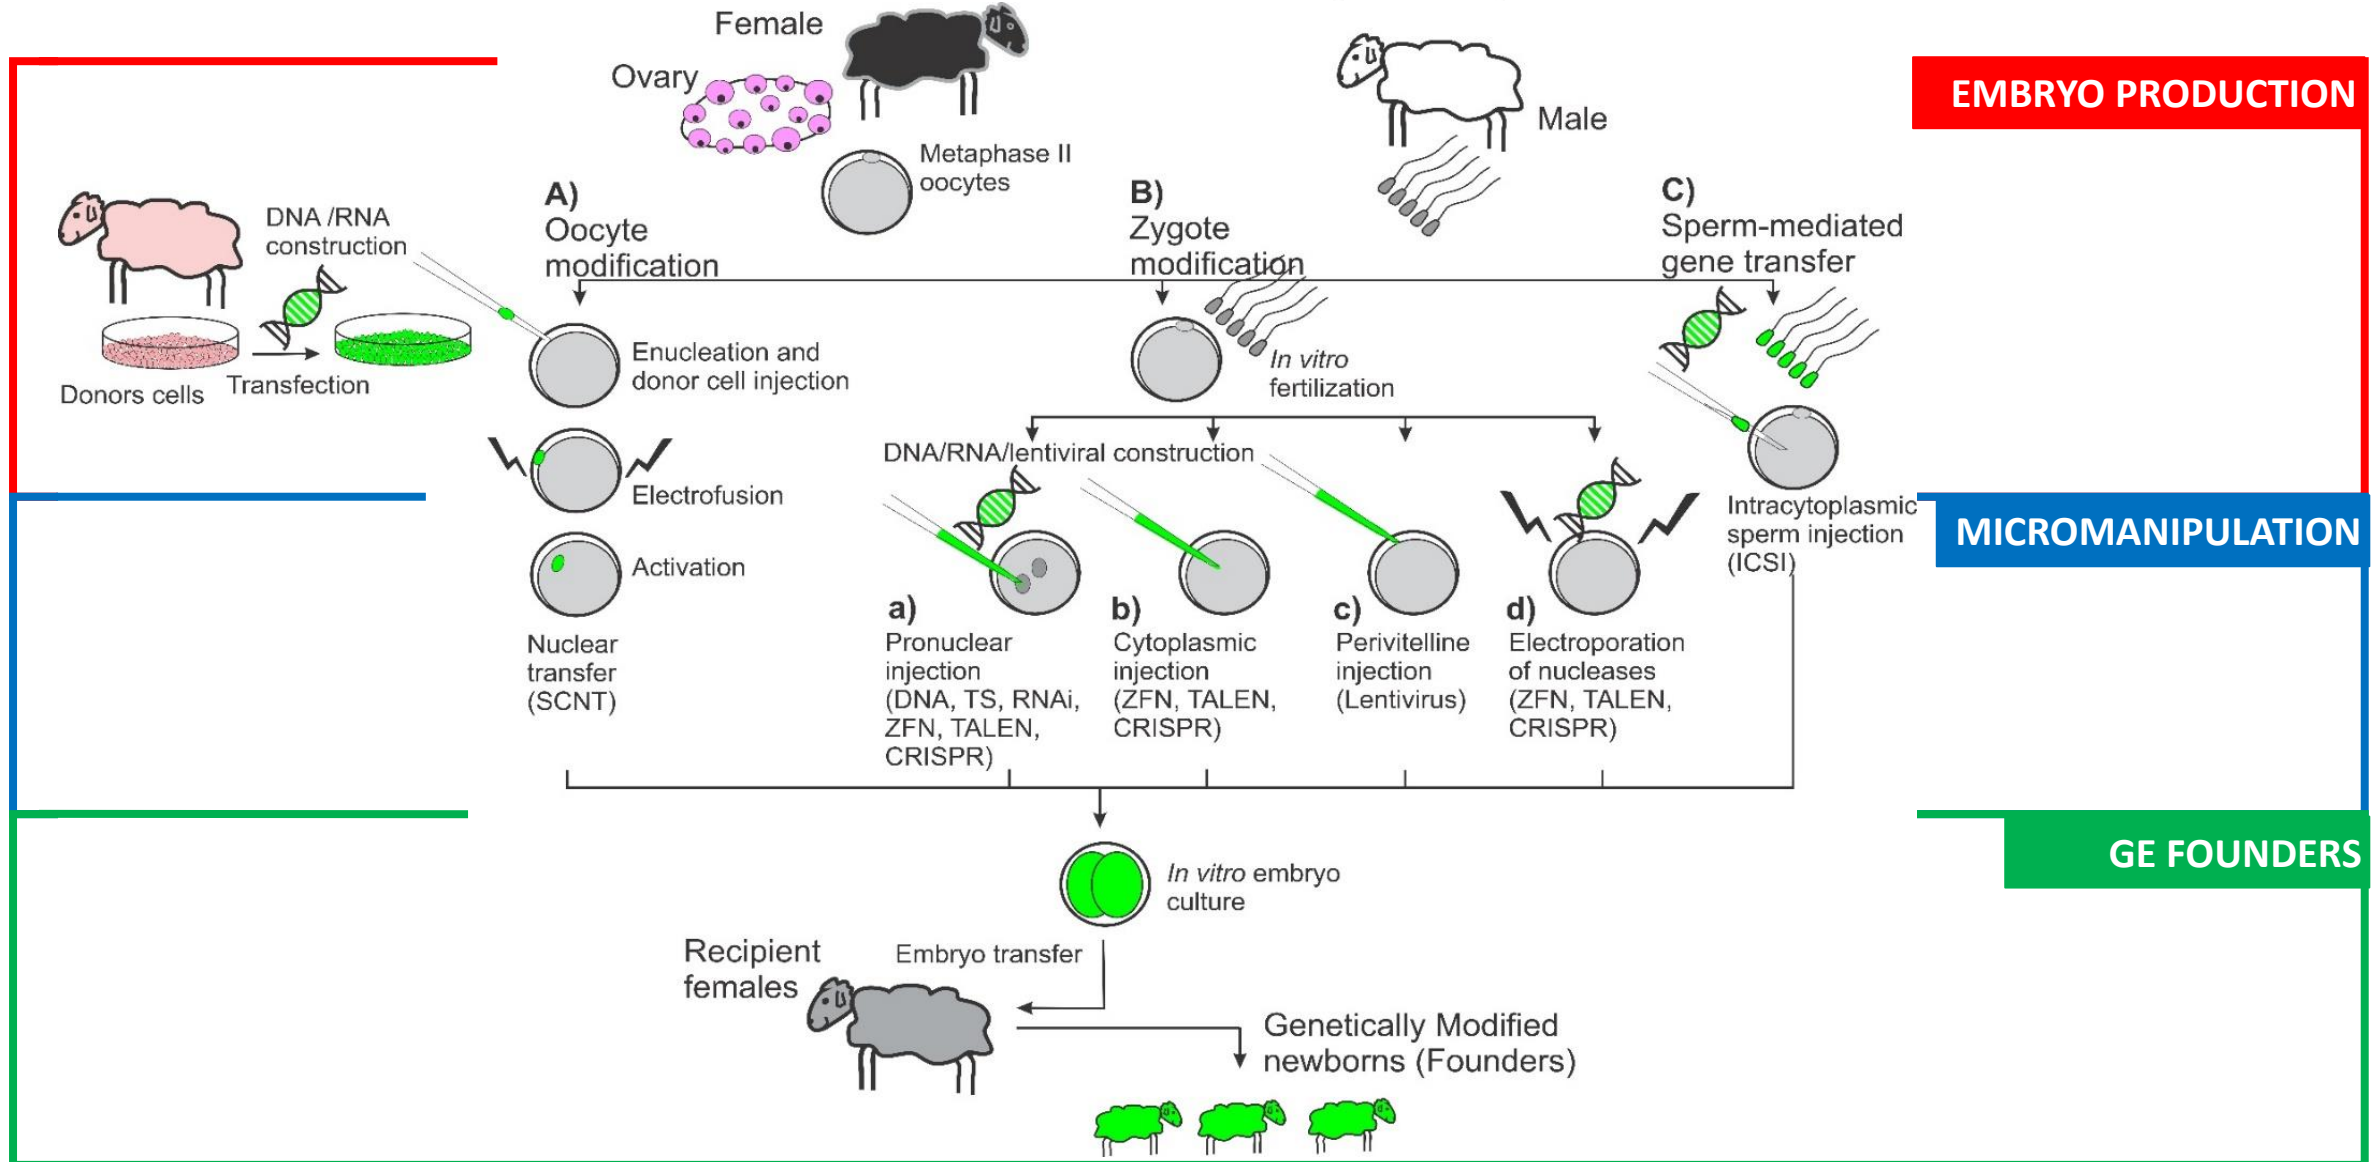 Female
Ovary
EMBRYO PRODUCTION
Male
Metaphase II
oocytes
DNA /RNA
construction
Donors cells
Transfection
A)
Oocyte
modification
B)
Zygote
modification
C)
Sperm-mediated
gene transfer
Enucleation and
donor cell injection
In vitro
fertilization
DNA/RNA/lentiviral construction
Electrofusion
Intracytoplasmic
sperm injection
(ICSI)
MICROMANIPULATION
Activation
Nuclear
transfer
(SCNT)
a)
Pronuclear
injection
(DNA, TS, RNAi,
ZFN, TALEN,
CRISPR)
b)
Cytoplasmic
injection
(ZFN, TALEN,
CRISPR)
c)
Perivitelline
injection
(Lentivirus)
d)
Electroporation
of nucleases
(ZFN, TALEN,
CRISPR)
GE FOUNDERS
In vitro embryo
culture
Embryo transfer
Recipient
females
Genetically Modified
newborns (Founders)